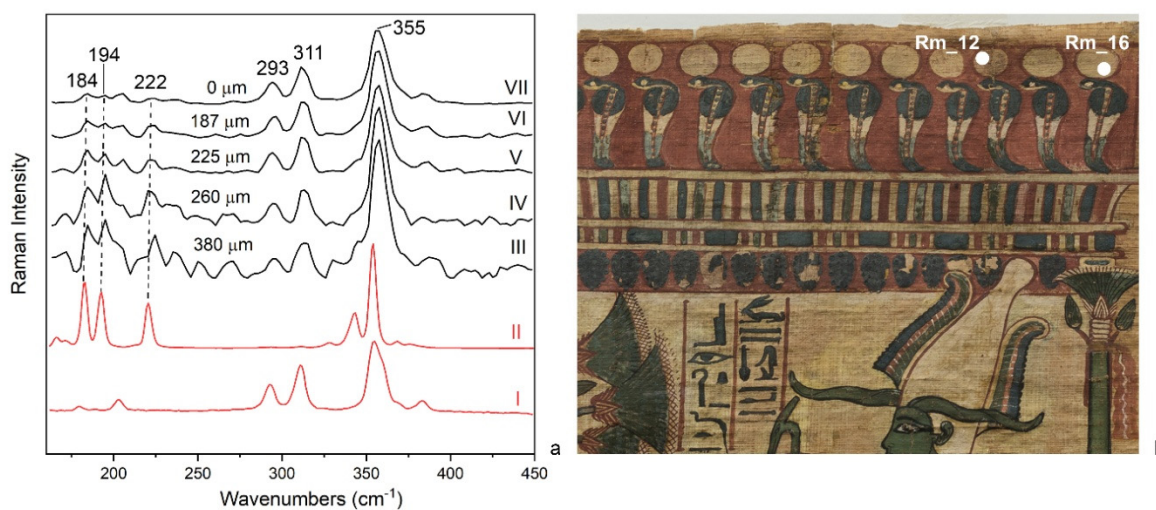 355
194
311
184
222
293
0 μm
VII
187 μm
VI
225 μm
V
260 μm
IV
380 μm
III
II
I
Raman Intensity
200
250
300
350
400
450
Wavenumbers (cm⁻¹)
a
Rm_12
Rm_16